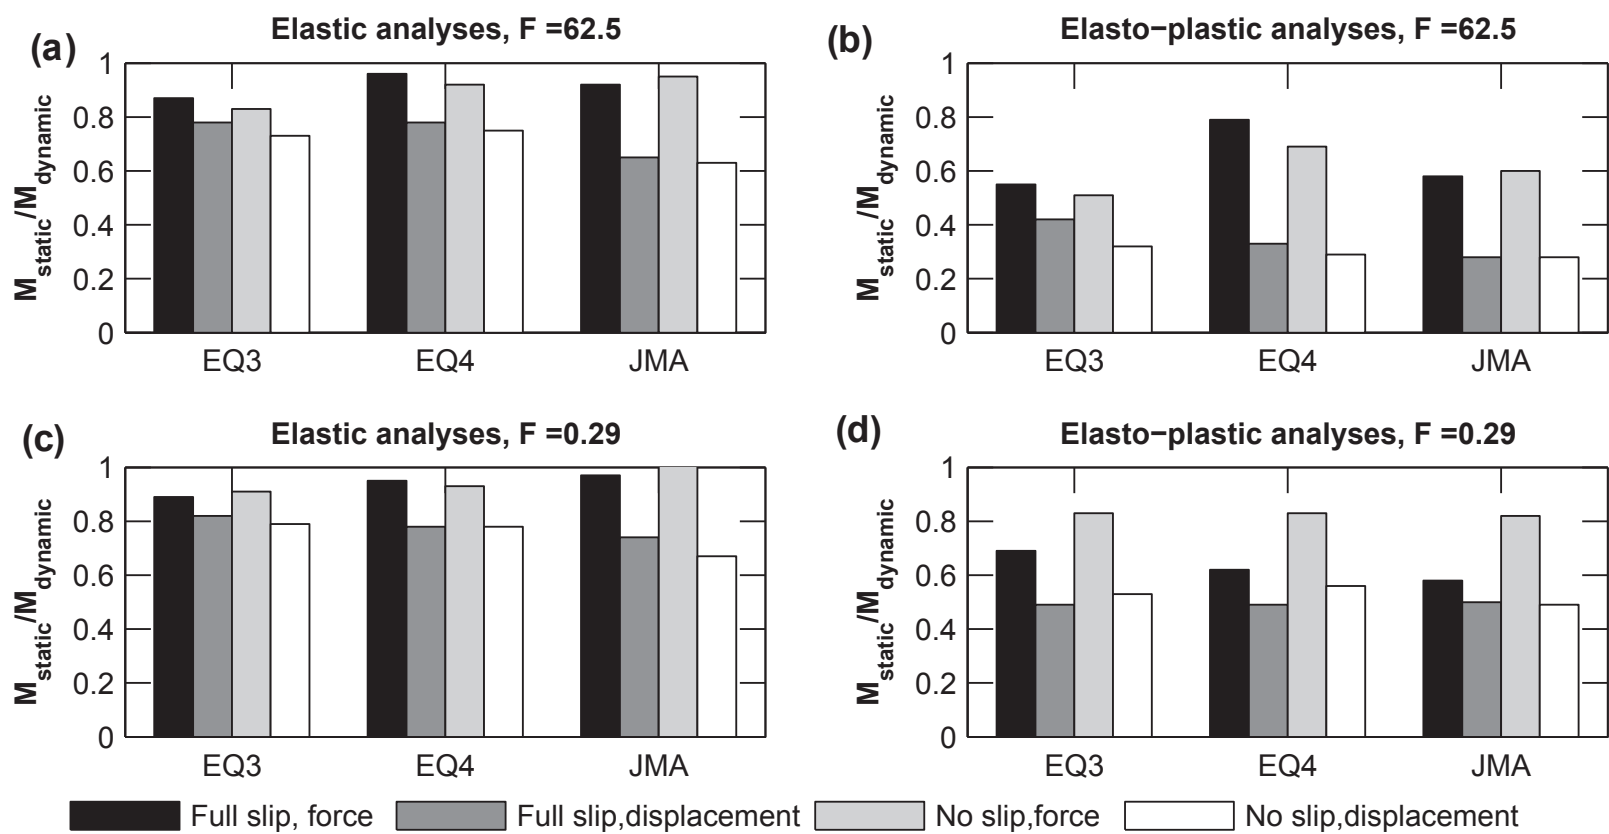 (a)
Elastic analyses, F =62.5
M_static/M_dynamic
1
0.8
0.6
0.4
0.2
0
EQ3 EQ4 JMA
(b)
Elasto−plastic analyses, F =62.5
M_static/M_dynamic
1
0.8
0.6
0.4
0.2
0
EQ3 EQ4 JMA
(c)
Elastic analyses, F =0.29
M_static/M_dynamic
1
0.8
0.6
0.4
0.2
0
EQ3 EQ4 JMA
(d)
Elasto−plastic analyses, F =0.29
M_static/M_dynamic
1
0.8
0.6
0.4
0.2
0
EQ3 EQ4 JMA
Full slip, force Full slip,displacement No slip,force No slip,displacement